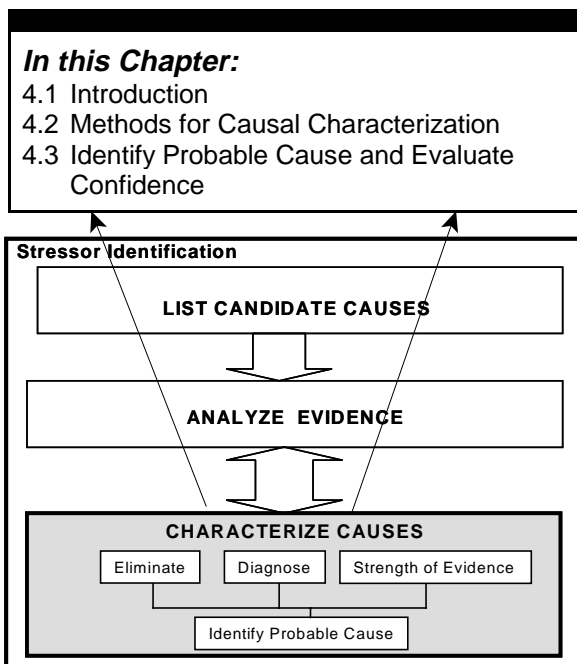 In this Chapter:
4.1 Introduction
4.2 Methods for Causal Characterization
4.3 Identify Probable Cause and Evaluate
Confidence
Stressor Identification
LIST CANDIDATE CAUSES
ANALYZE EVIDENCE
CHARACTERIZE CAUSES
Eliminate
Diagnose
Strength of Evidence
Identify Probable Cause